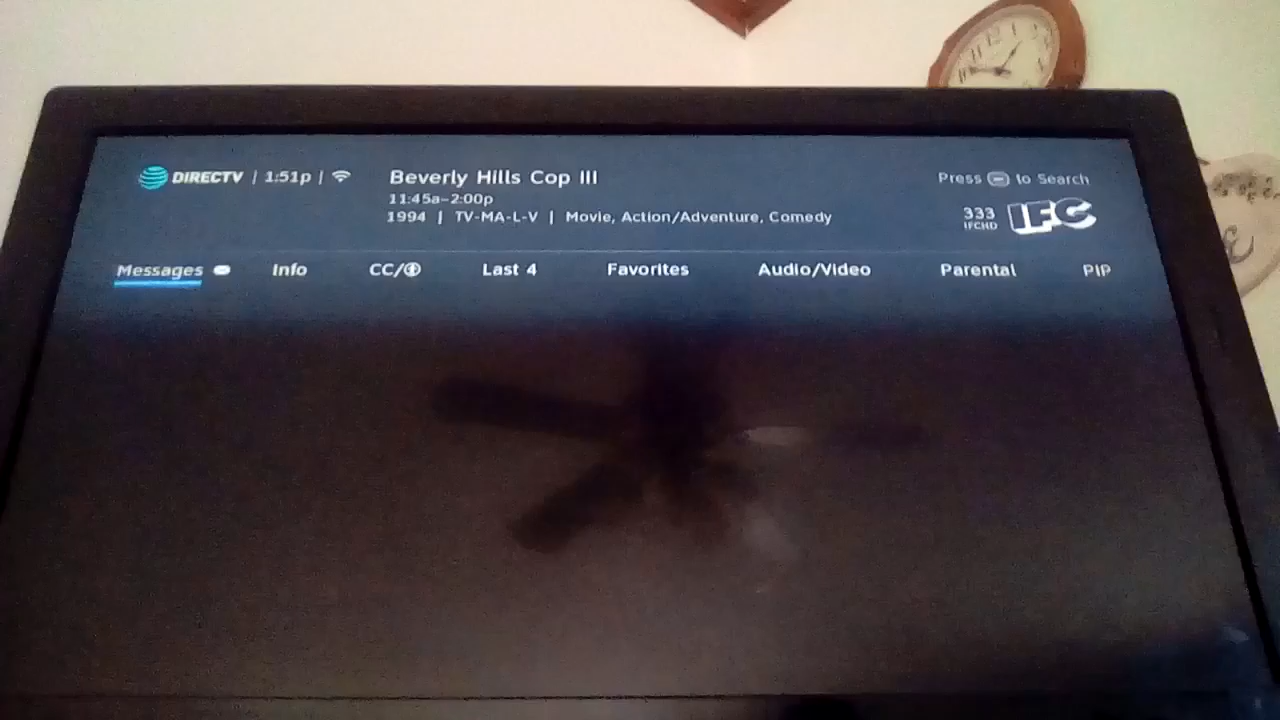 DIRECTV | 1:51p |
Beverly Hills Cop III
11:45a-2:00p
1994 | TV-MA-L-V | Movie, Action/Adventure, Comedy
Press to Search
333
IFCHD
IFC
Messages Info CC/ Last 4 Favorites Audio/Video Parental PIP